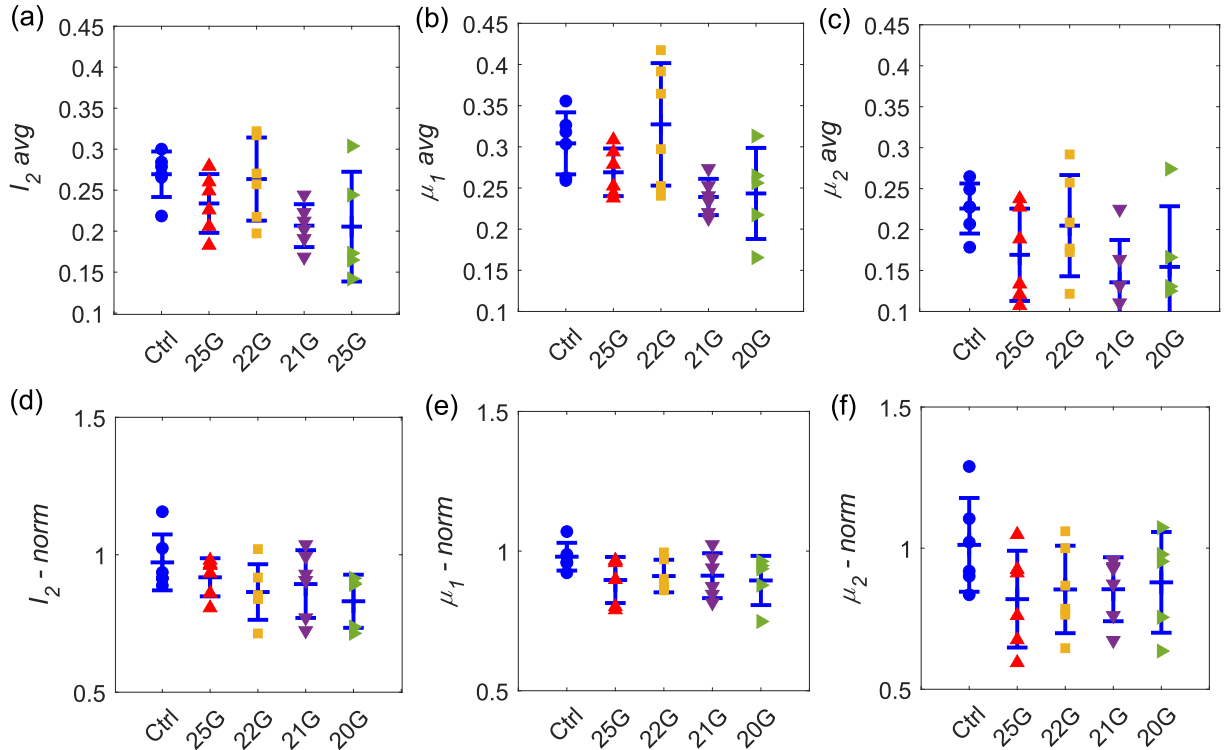 (a)
I2 avg
0.45
0.4
0.35
0.3
0.25
0.2
0.15
0.1
Ctrl
25G
22G
21G
25G
(b)
μ1 avg
0.45
0.4
0.35
0.3
0.25
0.2
0.15
0.1
Ctrl
25G
22G
21G
20G
(c)
μ2 avg
0.45
0.4
0.35
0.3
0.25
0.2
0.15
0.1
Ctrl
25G
22G
21G
20G
(d)
I2 - norm
1.5
1
0.5
Ctrl
25G
22G
21G
20G
(e)
μ1 - norm
1.5
1
0.5
Ctrl
25G
22G
21G
20G
(f)
μ2 - norm
1.5
1
0.5
Ctrl
25G
22G
21G
20G